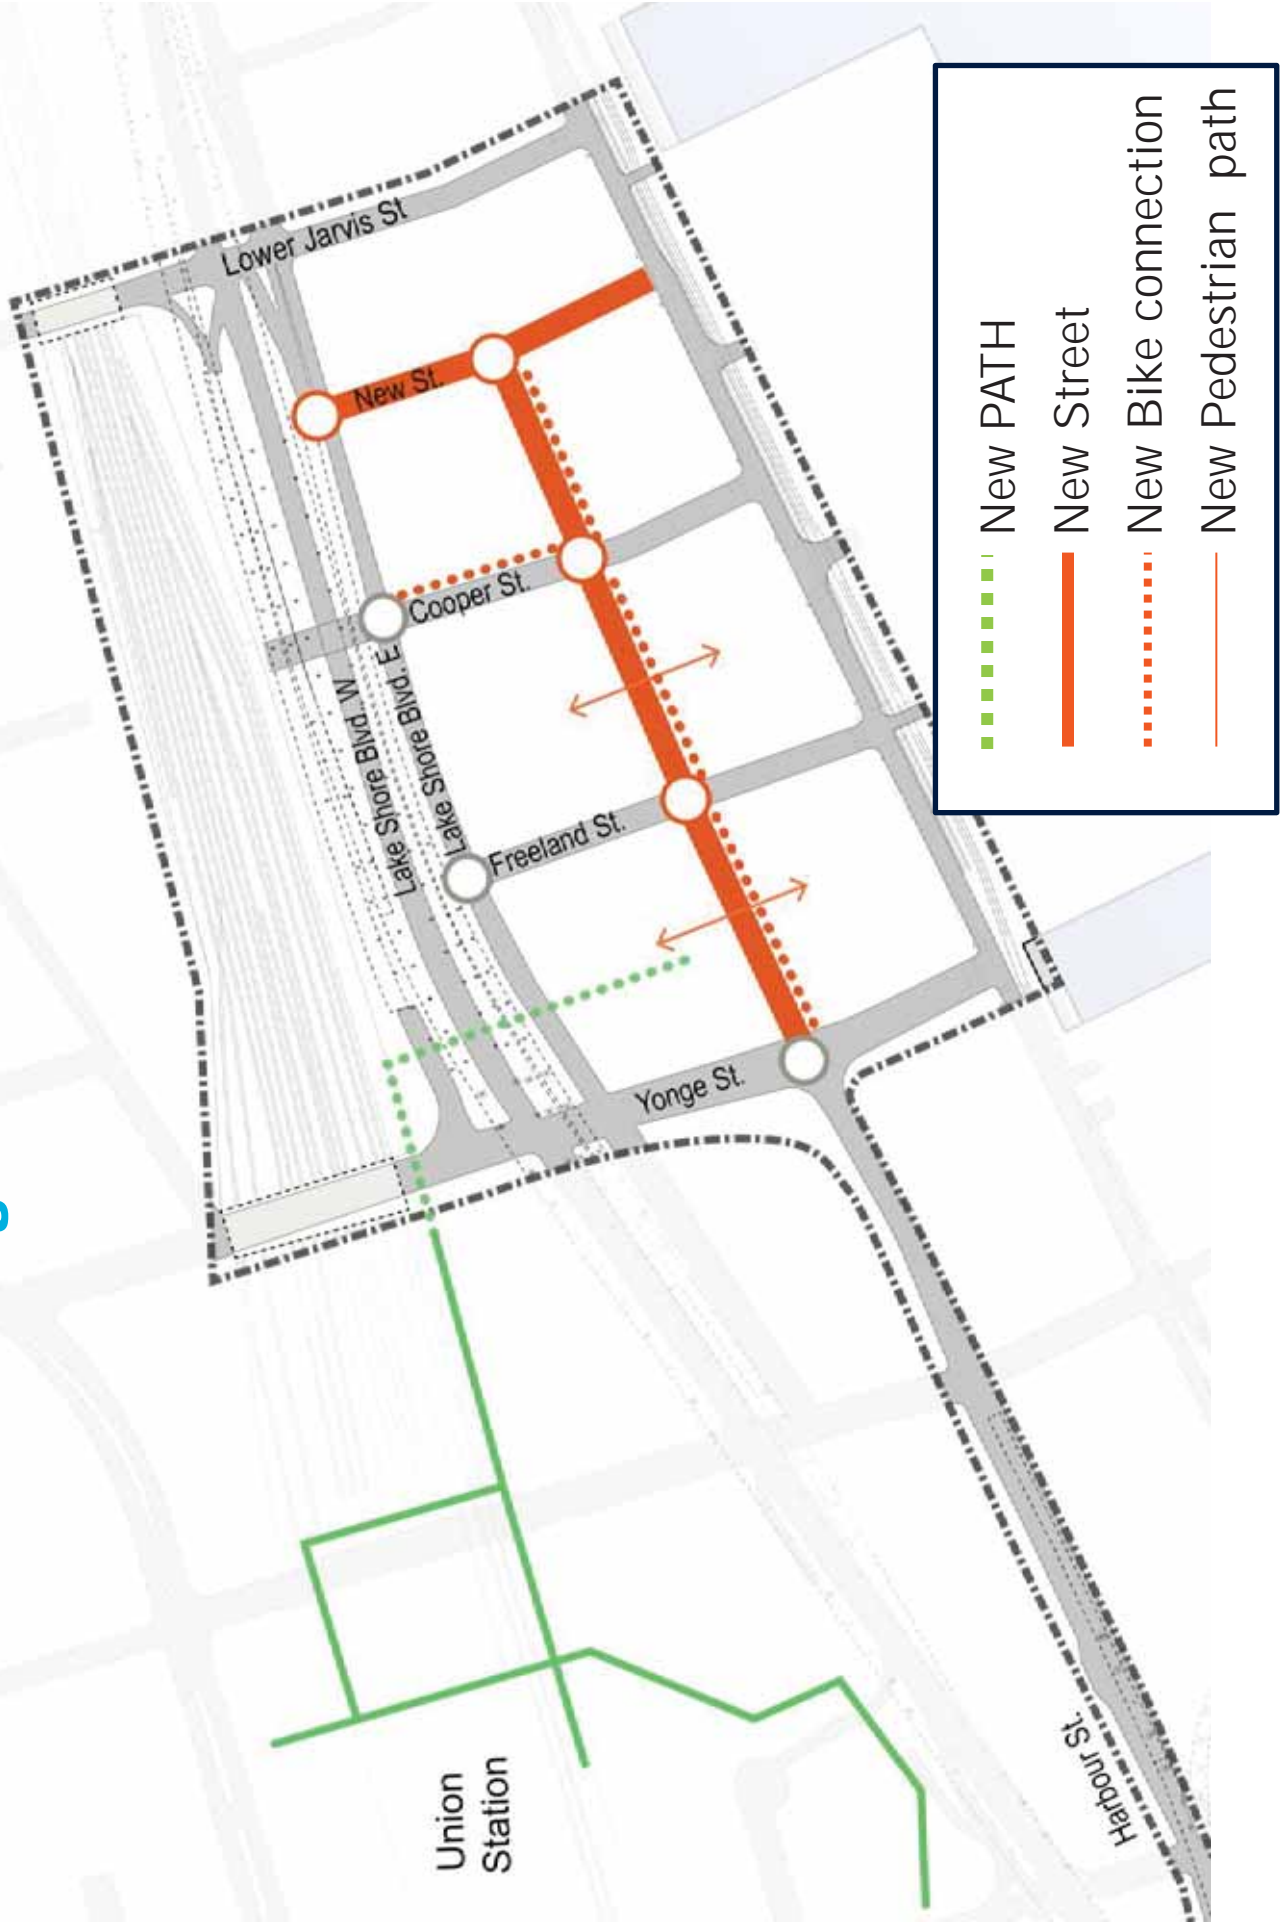 Union
Station
Harbour St.
Yonge St.
Freeland St.
Lake Shore Blvd. W
Lake Shore Blvd. E
Cooper St.
New St.
Lower Jarvis St
New PATH
New Street
New Bike connection
New Pedestrian path